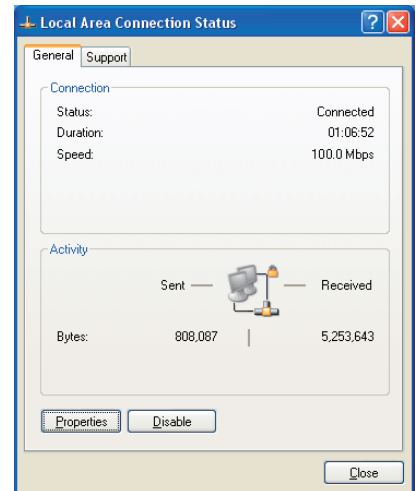 Local Area Connection Status
General Support
Connection
Status: Connected
Duration: 01:06:52
Speed: 100.0 Mbps
Activity
Sent — — Received
Bytes: 808,087 | 5,253,643
Properties Disable
Close